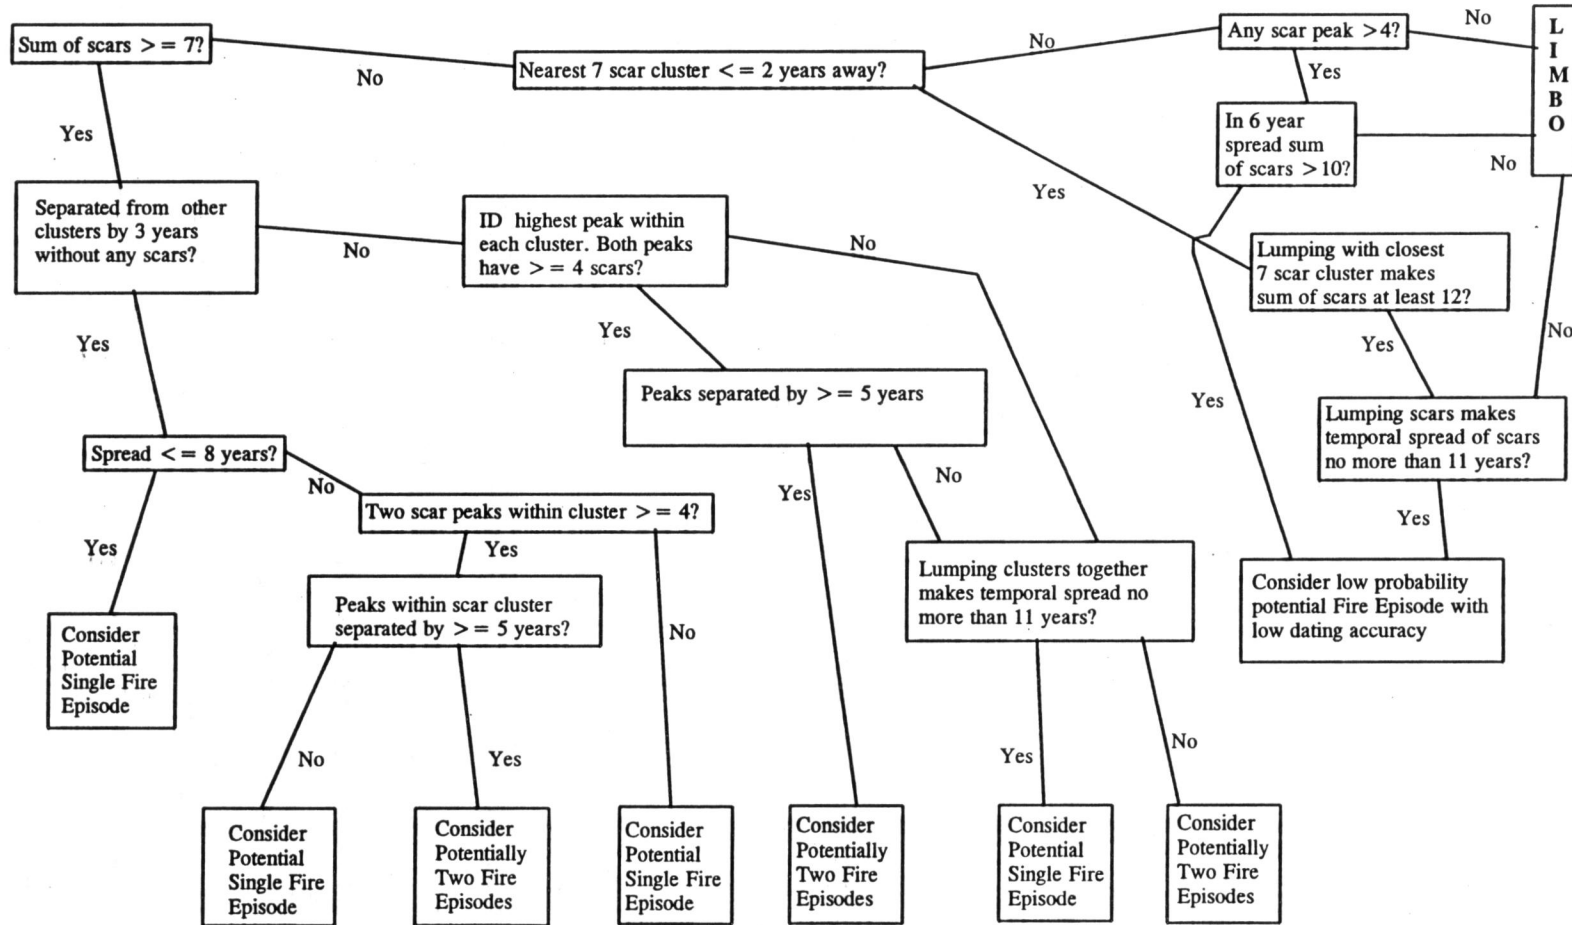 Sum of scars >= 7?
No
Nearest 7 scar cluster <= 2 years away?
No
Any scar peak >4?
No
L
I
M
B
O
Yes
In 6 year
spread sum
of scars >10?
No
Yes
Yes
Separated from other
clusters by 3 years
without any scars?
No
ID highest peak within
each cluster. Both peaks
have >= 4 scars?
No
Lumping with closest
7 scar cluster makes
sum of scars at least 12?
Yes
Yes
Yes
No
Peaks separated by >= 5 years
Yes
Lumping scars makes
temporal spread of scars
no more than 11 years?
Spread <= 8 years?
No
Two scar peaks within cluster >= 4?
Yes
No
Yes
Yes
Yes
No
Peaks within scar cluster
separated by >= 5 years?
Lumping clusters together
makes temporal spread no
more than 11 years?
Consider low probability
potential Fire Episode with
low dating accuracy
Consider
Potential
Single Fire
Episode
No
Yes
Yes
No
Consider
Potential
Single Fire
Episode
Consider
Potentially
Two Fire
Episodes
Consider
Potential
Single Fire
Episode
Consider
Potentially
Two Fire
Episodes
Consider
Potential
Single Fire
Episode
Consider
Potentially
Two Fire
Episodes